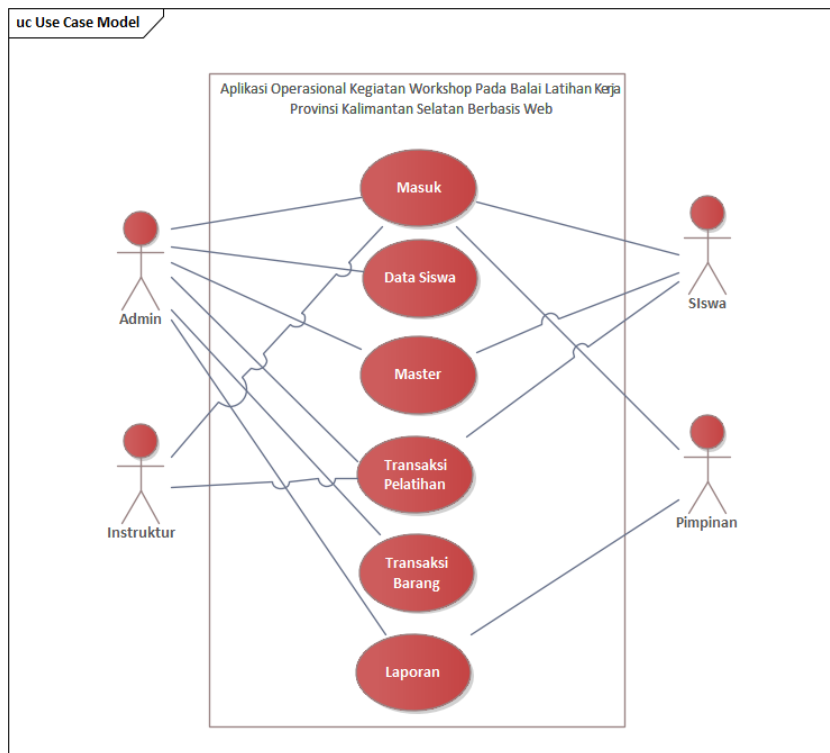 uc Use Case Model
Aplikasi Operasional Kegiatan Workshop Pada Balai Latihan Kerja
Provinsi Kalimantan Selatan Berbasis Web
Masuk
Data Siswa
Master
Transaksi
Pelatihan
Transaksi
Barang
Laporan
Admin
Instruktur
SIswa
Pimpinan